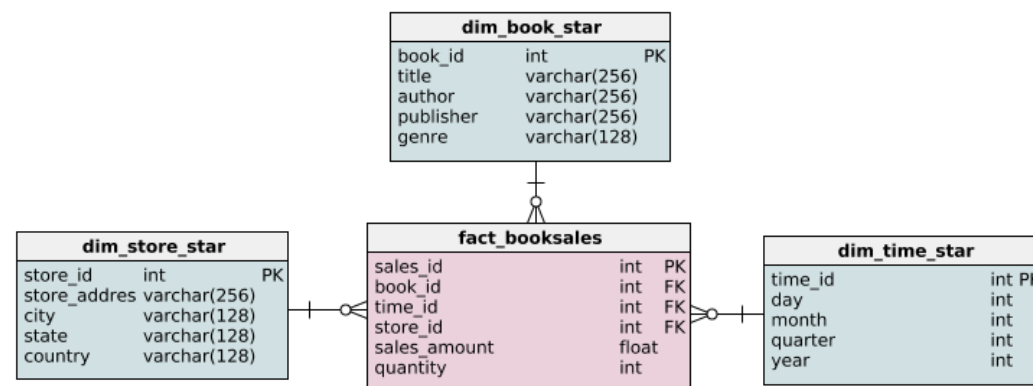 dim_book_star
book_id int PK
title varchar(256)
author varchar(256)
publisher varchar(256)
genre varchar(128)
dim_store_star
store_id int PK
store_addres varchar(256)
city varchar(128)
state varchar(128)
country varchar(128)
fact_booksales
sales_id int PK
book_id int FK
time_id int FK
store_id int FK
sales_amount float
quantity int
dim_time_star
time_id int PK
day int
month int
quarter int
year int